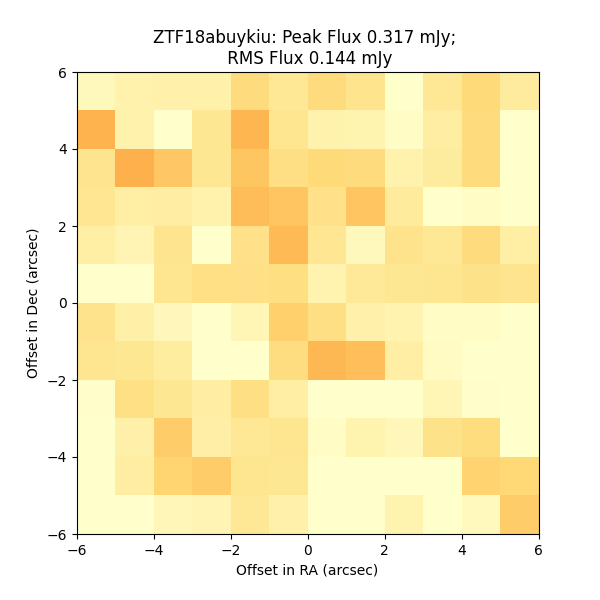 ZTF18abuykiu: Peak Flux 0.317 mJy;
RMS Flux 0.144 mJy
6
4
2
0
−2
−4
−6
Offset in Dec (arcsec)
−6 −4 −2 0 2 4 6
Offset in RA (arcsec)